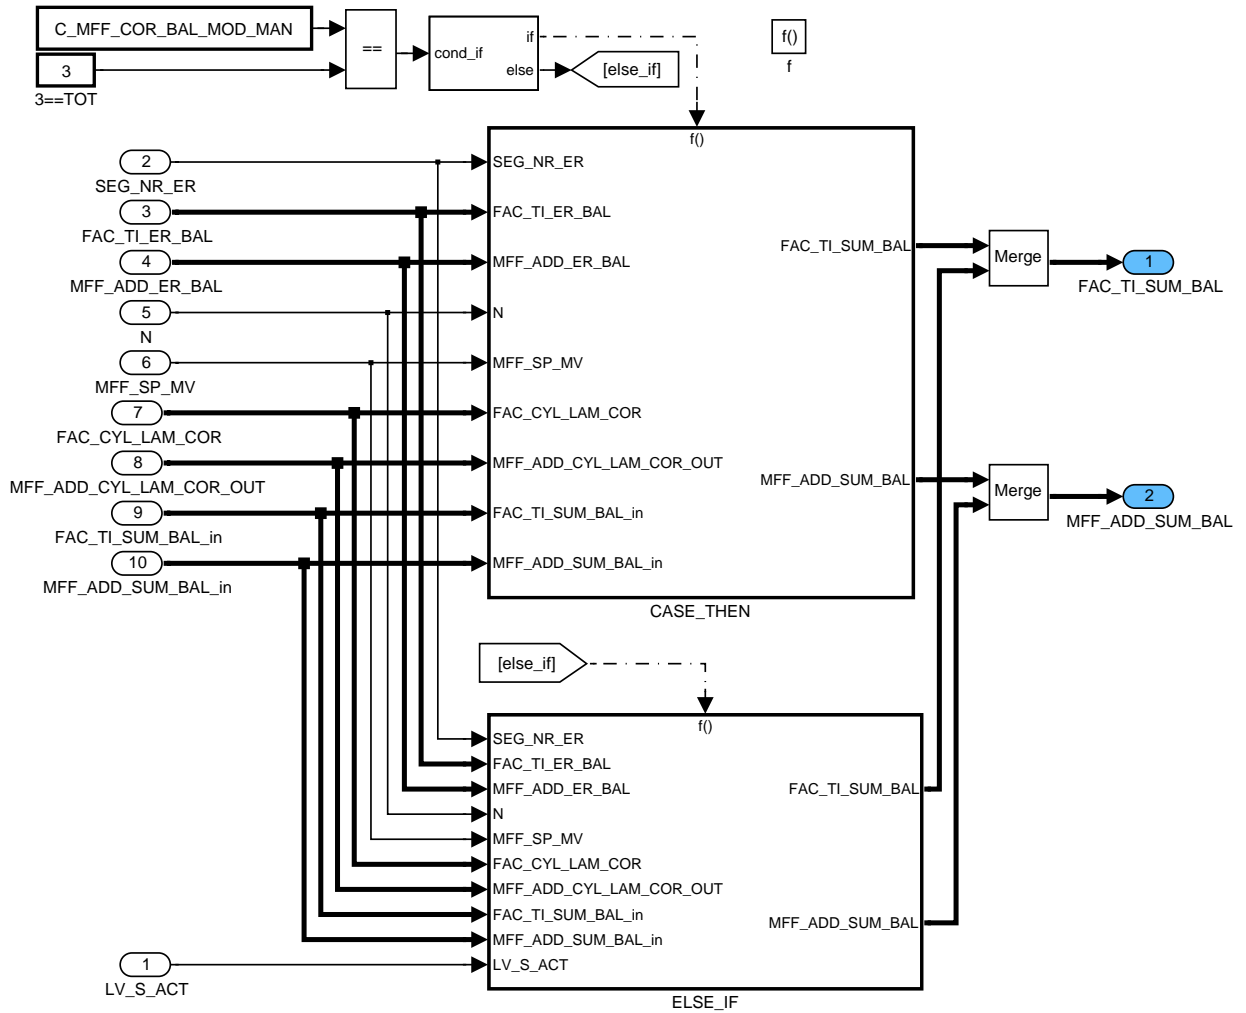 C_MFF_COR_BAL_MOD_MAN
3
3==TOT
==
cond_if
if
else
[else_if]
f()
f
f()
2
SEG_NR_ER
3
FAC_TI_ER_BAL
4
MFF_ADD_ER_BAL
5
N
6
MFF_SP_MV
7
FAC_CYL_LAM_COR
8
MFF_ADD_CYL_LAM_COR_OUT
9
FAC_TI_SUM_BAL_in
10
MFF_ADD_SUM_BAL_in
SEG_NR_ER
FAC_TI_ER_BAL
MFF_ADD_ER_BAL
N
MFF_SP_MV
FAC_CYL_LAM_COR
MFF_ADD_CYL_LAM_COR_OUT
FAC_TI_SUM_BAL_in
MFF_ADD_SUM_BAL_in
FAC_TI_SUM_BAL
MFF_ADD_SUM_BAL
CASE_THEN
Merge
1
FAC_TI_SUM_BAL
Merge
2
MFF_ADD_SUM_BAL
[else_if]
f()
SEG_NR_ER
FAC_TI_ER_BAL
MFF_ADD_ER_BAL
N
MFF_SP_MV
FAC_CYL_LAM_COR
MFF_ADD_CYL_LAM_COR_OUT
FAC_TI_SUM_BAL_in
MFF_ADD_SUM_BAL_in
LV_S_ACT
FAC_TI_SUM_BAL
MFF_ADD_SUM_BAL
1
LV_S_ACT
ELSE_IF